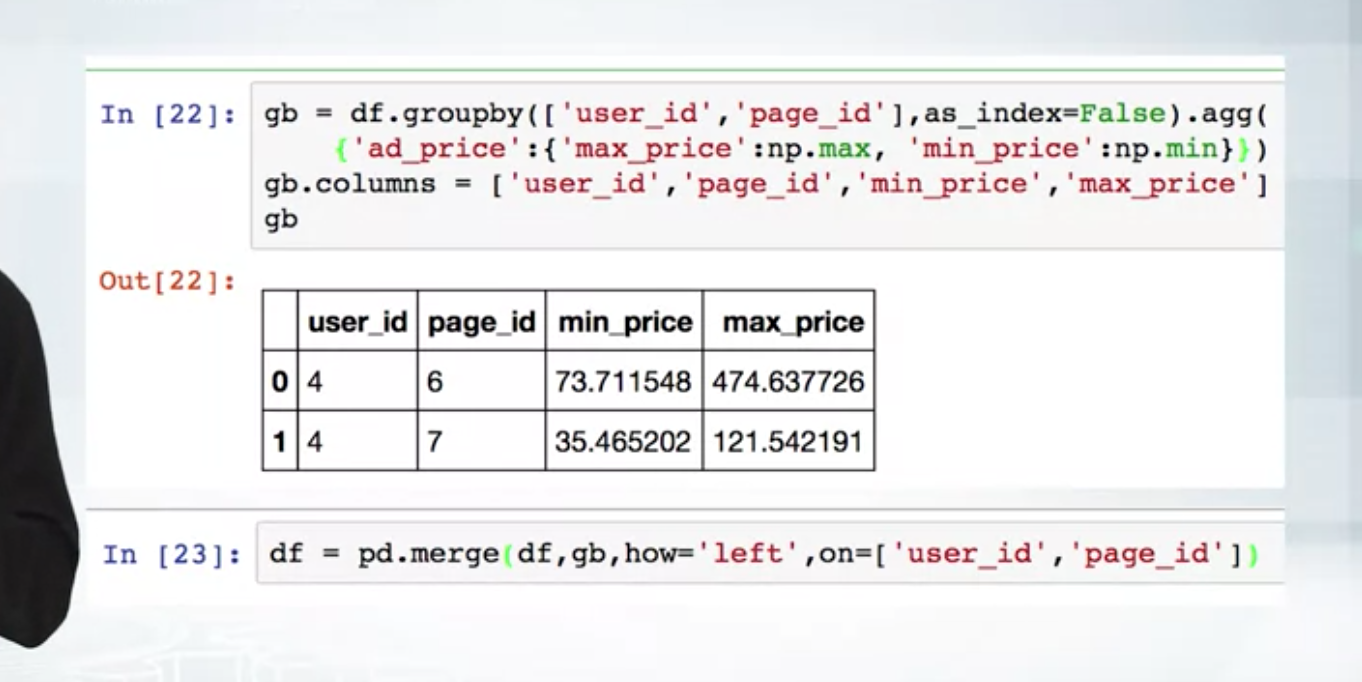 In [22]: gb = df.groupby(['user_id','page_id'],as_index=False).agg(
{'ad_price':{'max_price':np.max, 'min_price':np.min}})
gb.columns = ['user_id','page_id','min_price','max_price']
gb
Out[22]:
user_id page_id min_price max_price
0 4 6 73.711548 474.637726
1 4 7 35.465202 121.542191
In [23]: df = pd.merge(df,gb,how='left',on=['user_id','page_id'])